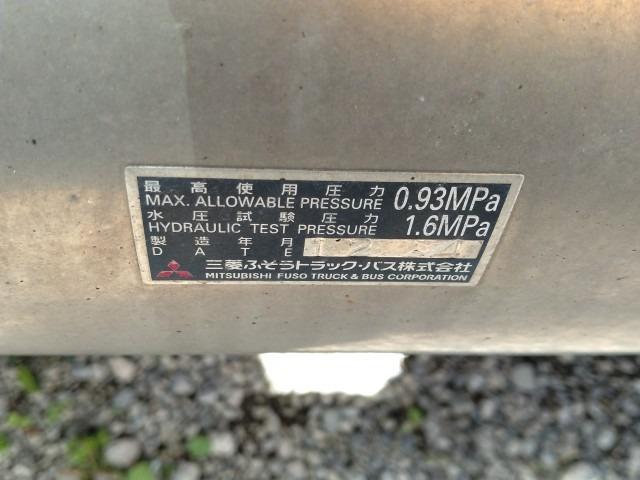 最高使用圧力
MAX. ALLOWABLE PRESSURE 0.93MPa
水圧試験圧力
HYDRAULIC TEST PRESSURE 1.6MPa
製造年月
DATE
三菱ふそうトラック・バス株式会社
MITSUBISHI FUSO TRUCK & BUS CORPORATION